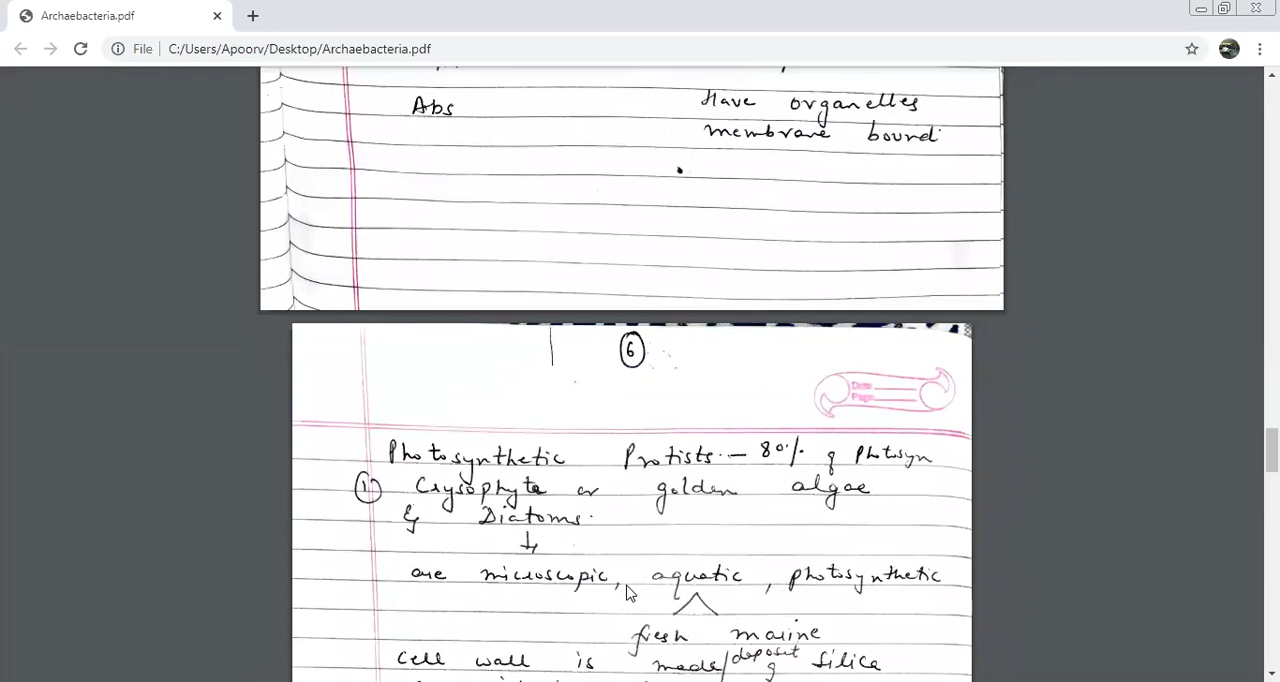 Archaebacteria.pdf
File | C:/Users/Apoorv/Desktop/Archaebacteria.pdf
Abs Have organelles
membrane bound
6
Date
Page
Photosynthetic Protists - 80% of Photosyn
1 Crysophyta or golden algae
& Diatoms.
↓
are microscopic, aquatic, photosynthetic
fresh marine
cell wall is made/deposit of silica